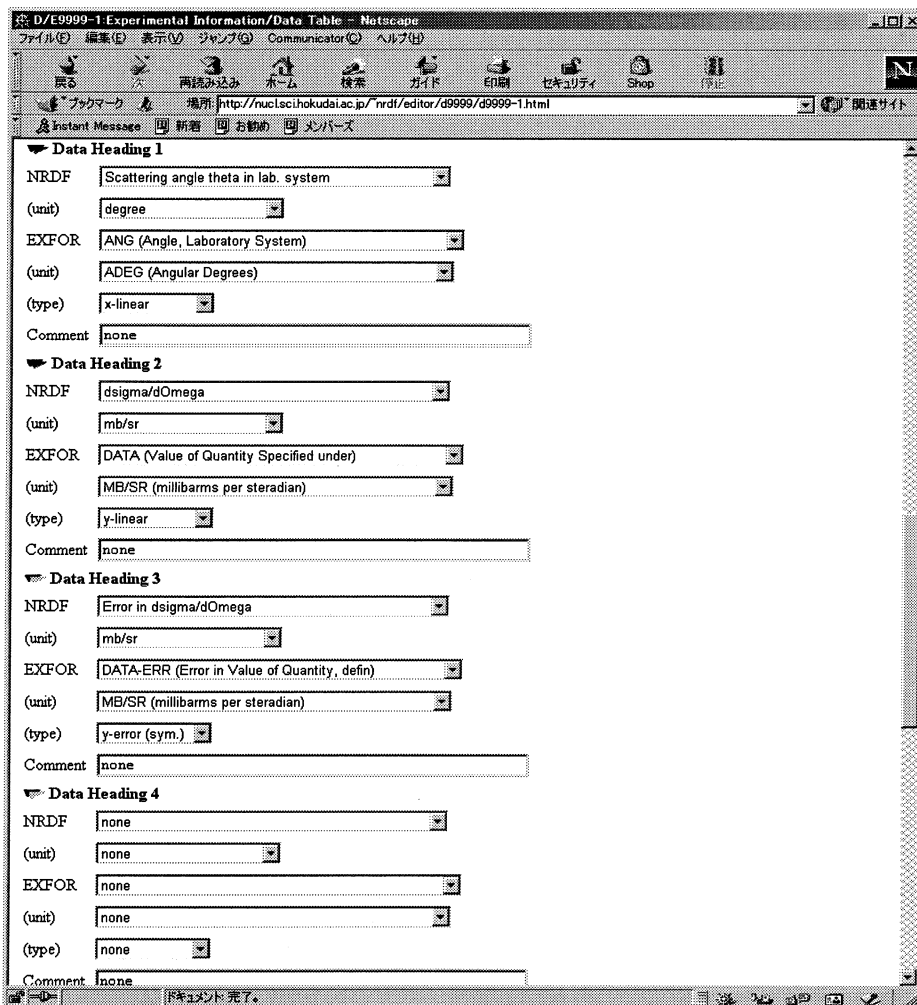 D/E9999-1:Experimental Information/Data Table - Netscape
ファイル(F) 編集(E) 表示(V) ジャンプ(G) Communicator(C) ヘルプ(H)
戻る 次 再読み込み ホーム 検索 ガイド 印刷 セキュリティ Shop 停止
N
ブックマーク 場所: http://nucl.sci.hokudai.ac.jp/~nrdf/editor/d9999/d9999-1.html 関連サイト
Instant Message 新着 お勧め メンバーズ
Data Heading 1
NRDF Scattering angle theta in lab. system
(unit) degree
EXFOR ANG (Angle, Laboratory System)
(unit) ADEG (Angular Degrees)
(type) x-linear
Comment none
Data Heading 2
NRDF dsigma/dOmega
(unit) mb/sr
EXFOR DATA (Value of Quantity Specified under)
(unit) MB/SR (millibarms per steradian)
(type) y-linear
Comment none
Data Heading 3
NRDF Error in dsigma/dOmega
(unit) mb/sr
EXFOR DATA-ERR (Error in Value of Quantity, defin)
(unit) MB/SR (millibarms per steradian)
(type) y-error (sym.)
Comment none
Data Heading 4
NRDF none
(unit) none
EXFOR none
(unit) none
(type) none
Comment none
ドキュメント:完了。